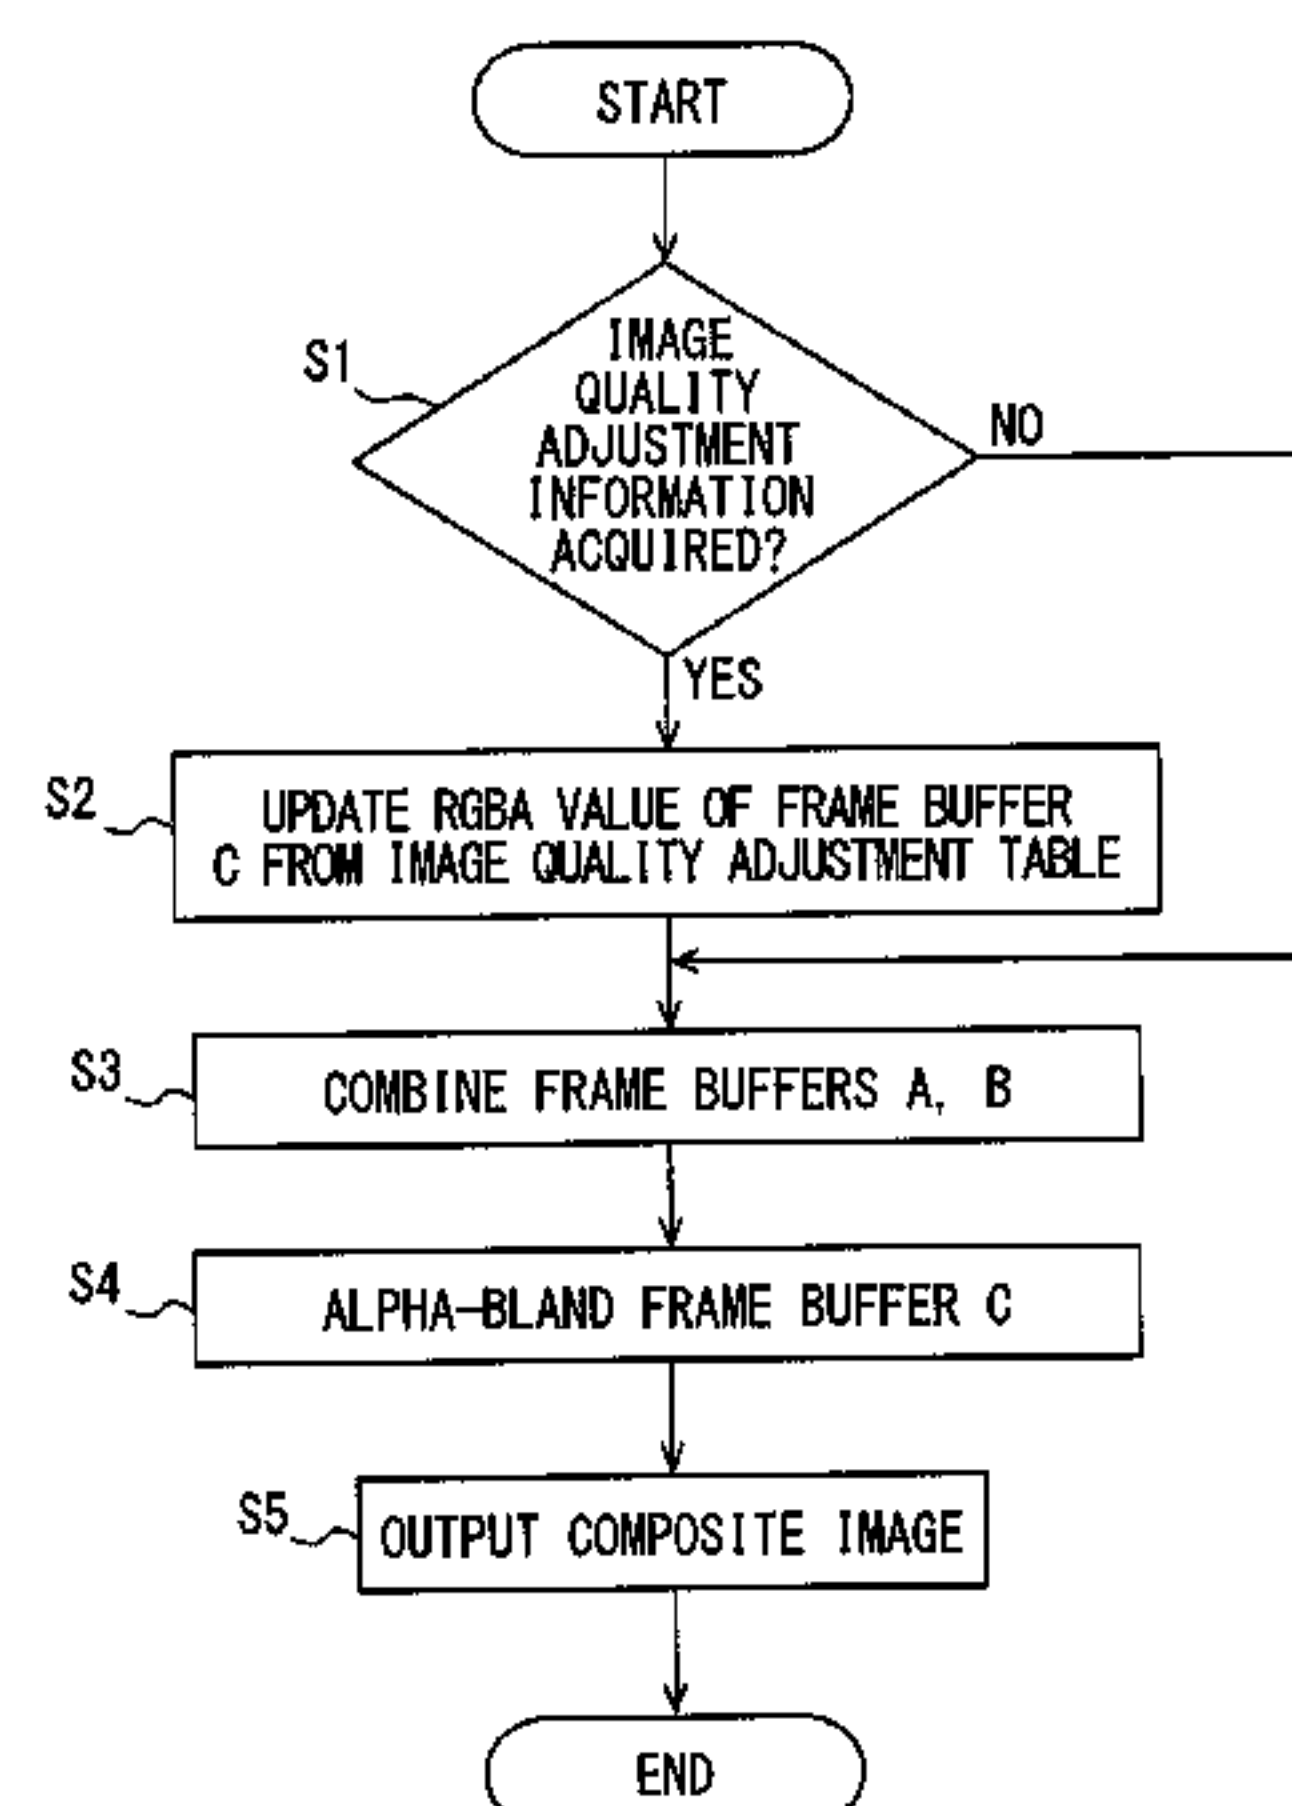 START
S1
IMAGE
QUALITY
ADJUSTMENT
INFORMATION
ACQUIRED?
NO
YES
S2
UPDATE RGBA VALUE OF FRAME BUFFER
C FROM IMAGE QUALITY ADJUSTMENT TABLE
S3
COMBINE FRAME BUFFERS A, B
S4
ALPHA-BLAND FRAME BUFFER C
S5
OUTPUT COMPOSITE IMAGE
END